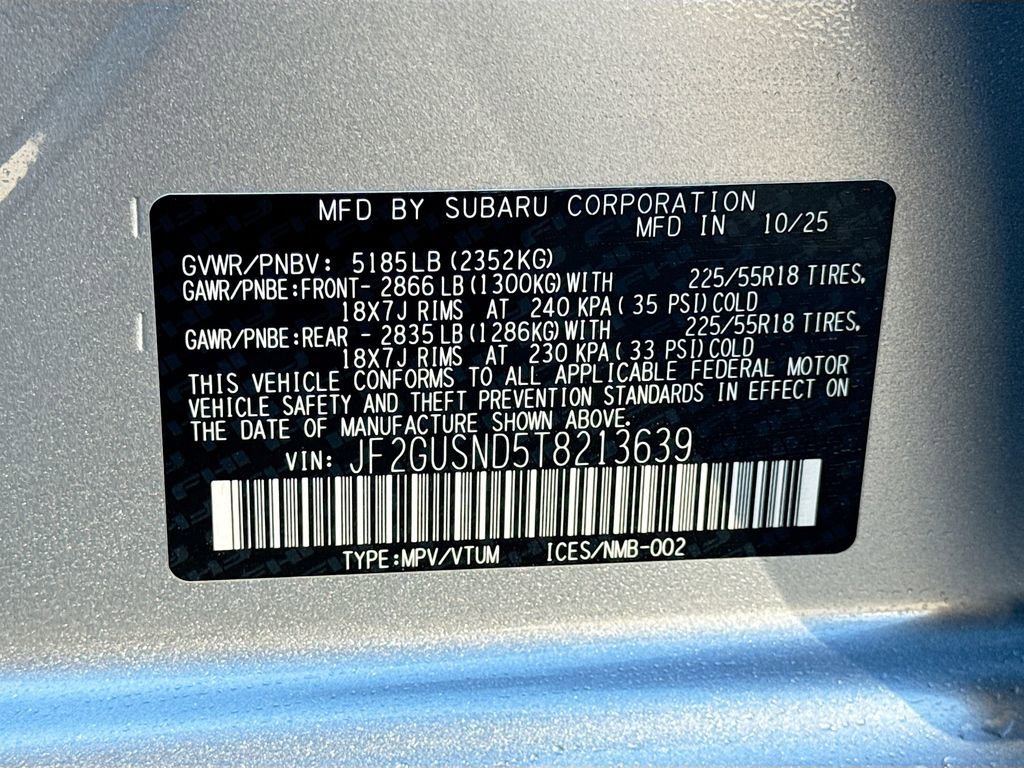 MFD BY SUBARU CORPORATION
MFD IN 10/25
GVWR/PNBV: 5185LB (2352KG)
GAWR/PNBE:FRONT- 2866 LB (1300KG)WITH 225/55R18 TIRES,
18X7J RIMS AT 240 KPA( 35 PSI)COLD
GAWR/PNBE:REAR - 2835 LB (1286KG)WITH 225/55R18 TIRES,
18X7J RIMS AT 230 KPA( 33 PSI)COLD
THIS VEHICLE CONFORMS TO ALL APPLICABLE FEDERAL MOTOR
VEHICLE SAFETY AND THEFT PREVENTION STANDARDS IN EFFECT ON
THE DATE OF MANUFACTURE SHOWN ABOVE.
VIN: JF2GUSND5T8213639
TYPE:MPV/VTUM ICES/NMB-002